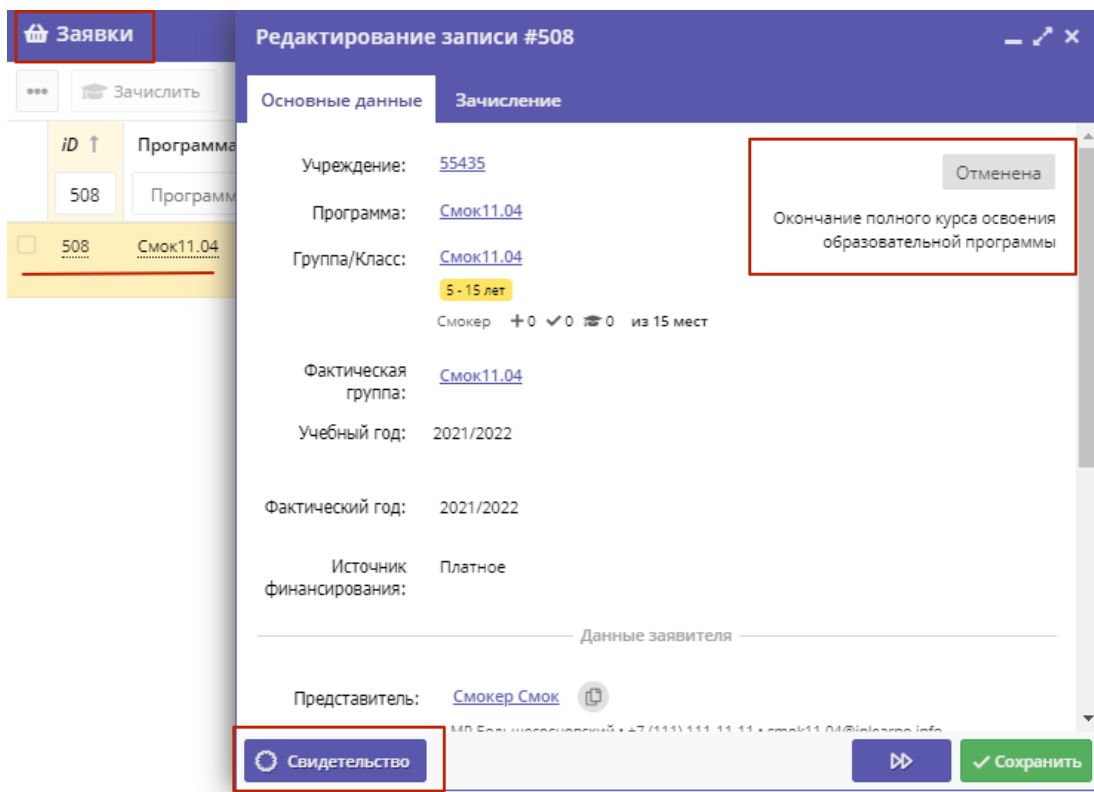 Заявки
Редактирование записи #508
Зачислить
Основные данные
Зачисление
iD ↑
Программа
508
Программ
508
Смок11.04
Учреждение:
55435
Отменена
Окончание полного курса освоения
образовательной программы
Программа:
Смок11.04
Группа/Класс:
Смок11.04
5 - 15 лет
Смокер +0 ✓0 0 из 15 мест
Фактическая
группа:
Смок11.04
Учебный год:
2021/2022
Фактический год:
2021/2022
Источник
финансирования:
Платное
Данные заявителя
Представитель:
Смокер Смок
Свидетельство
Сохранить